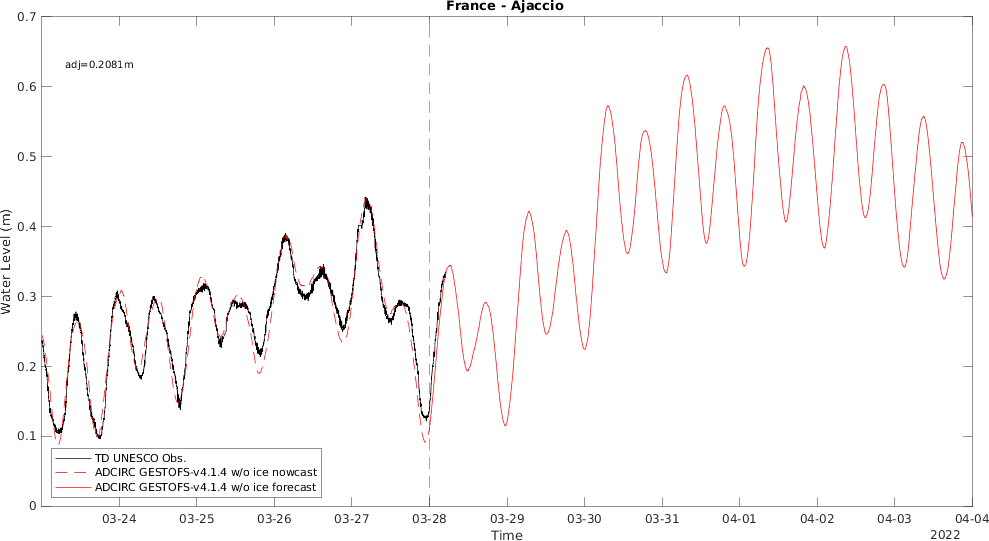 France - Ajaccio
adj=0.2081m
0.7
0.6
0.5
0.4
0.3
0.2
0.1
0
Water Level (m)
TD UNESCO Obs.
ADCIRC GESTOFS-v4.1.4 w/o ice nowcast
ADCIRC GESTOFS-v4.1.4 w/o ice forecast
03-24 03-25 03-26 03-27 03-28 03-29 03-30 03-31 04-01 04-02 04-03 04-04
Time
2022